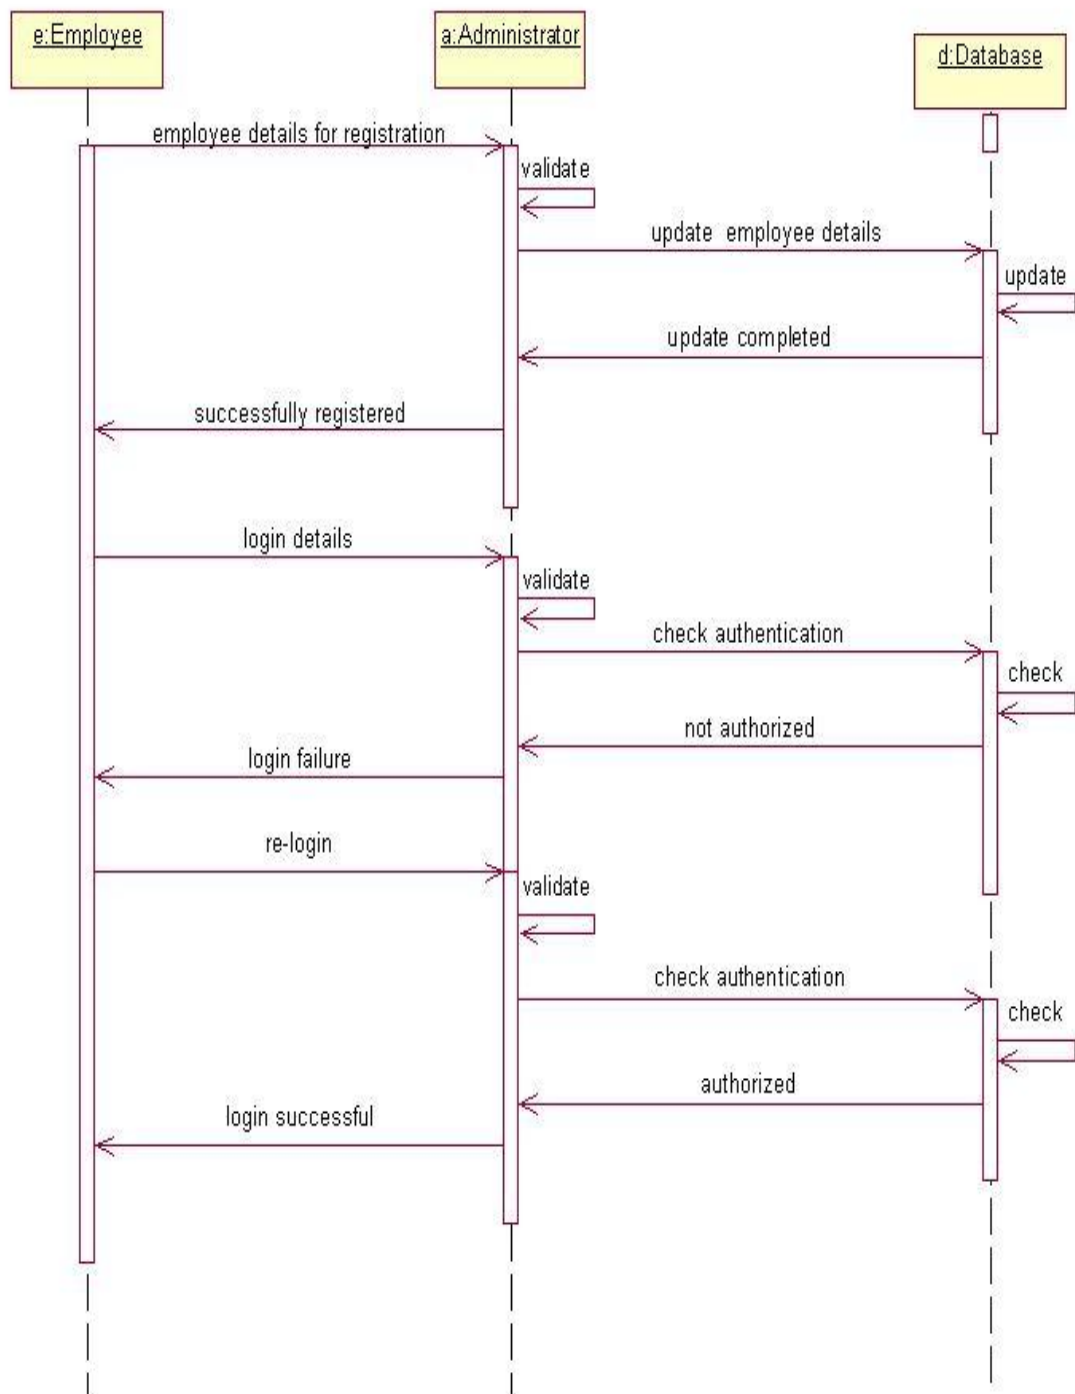 e:Employee
a:Administrator
d:Database
employee details for registration
validate
update employee details
update
update completed
successfully registered
login details
validate
check authentication
check
not authorized
login failure
re-login
validate
check authentication
check
authorized
login successful